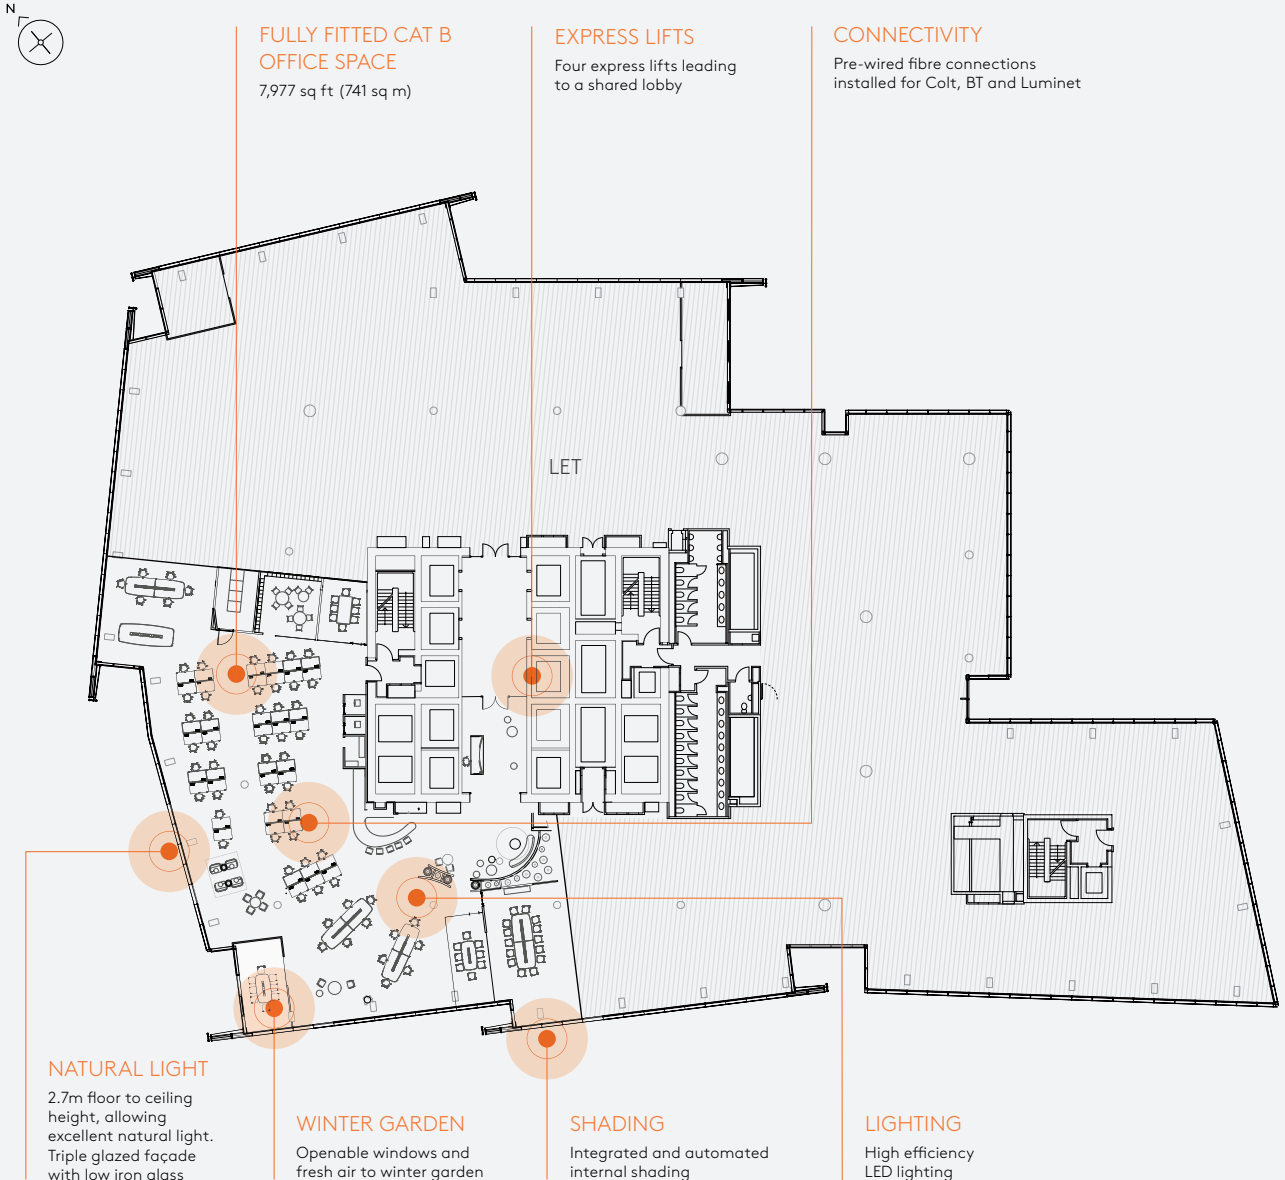 N
FULLY FITTED CAT B
OFFICE SPACE
7,977 sq ft (741 sq m)
EXPRESS LIFTS
Four express lifts leading
to a shared lobby
CONNECTIVITY
Pre-wired fibre connections
installed for Colt, BT and Luminet
LET
NATURAL LIGHT
2.7m floor to ceiling
height, allowing
excellent natural light.
Triple glazed façade
with low iron glass
WINTER GARDEN
Openable windows and
fresh air to winter garden
SHADING
Integrated and automated
internal shading
LIGHTING
High efficiency
LED lighting